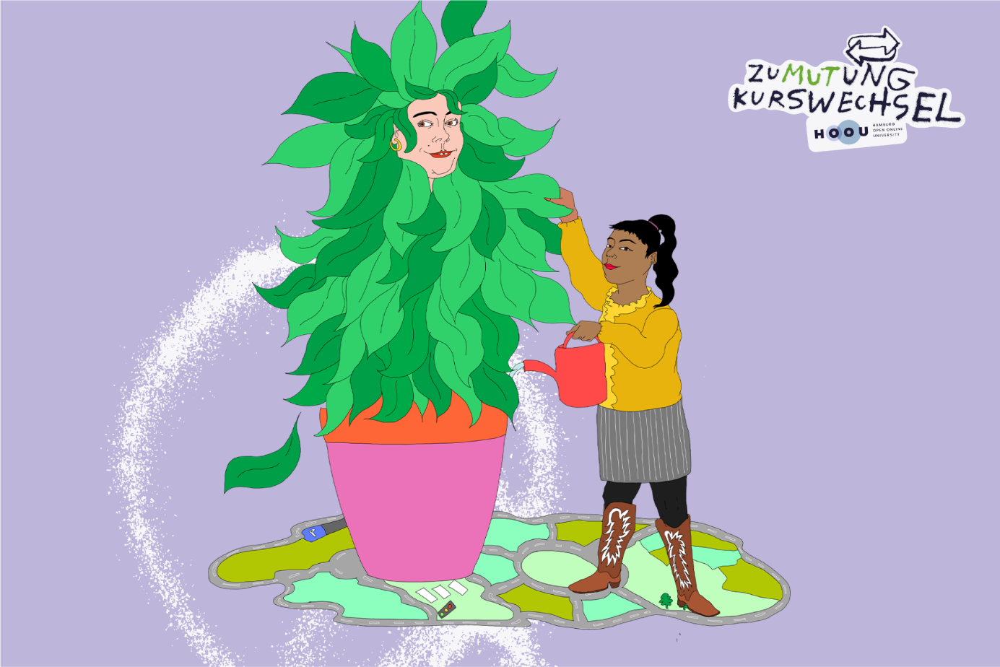 ZUMUTUNG
KURSWECHSEL
HOOU
HAMBURG
OPEN ONLINE
UNIVERSITY
P